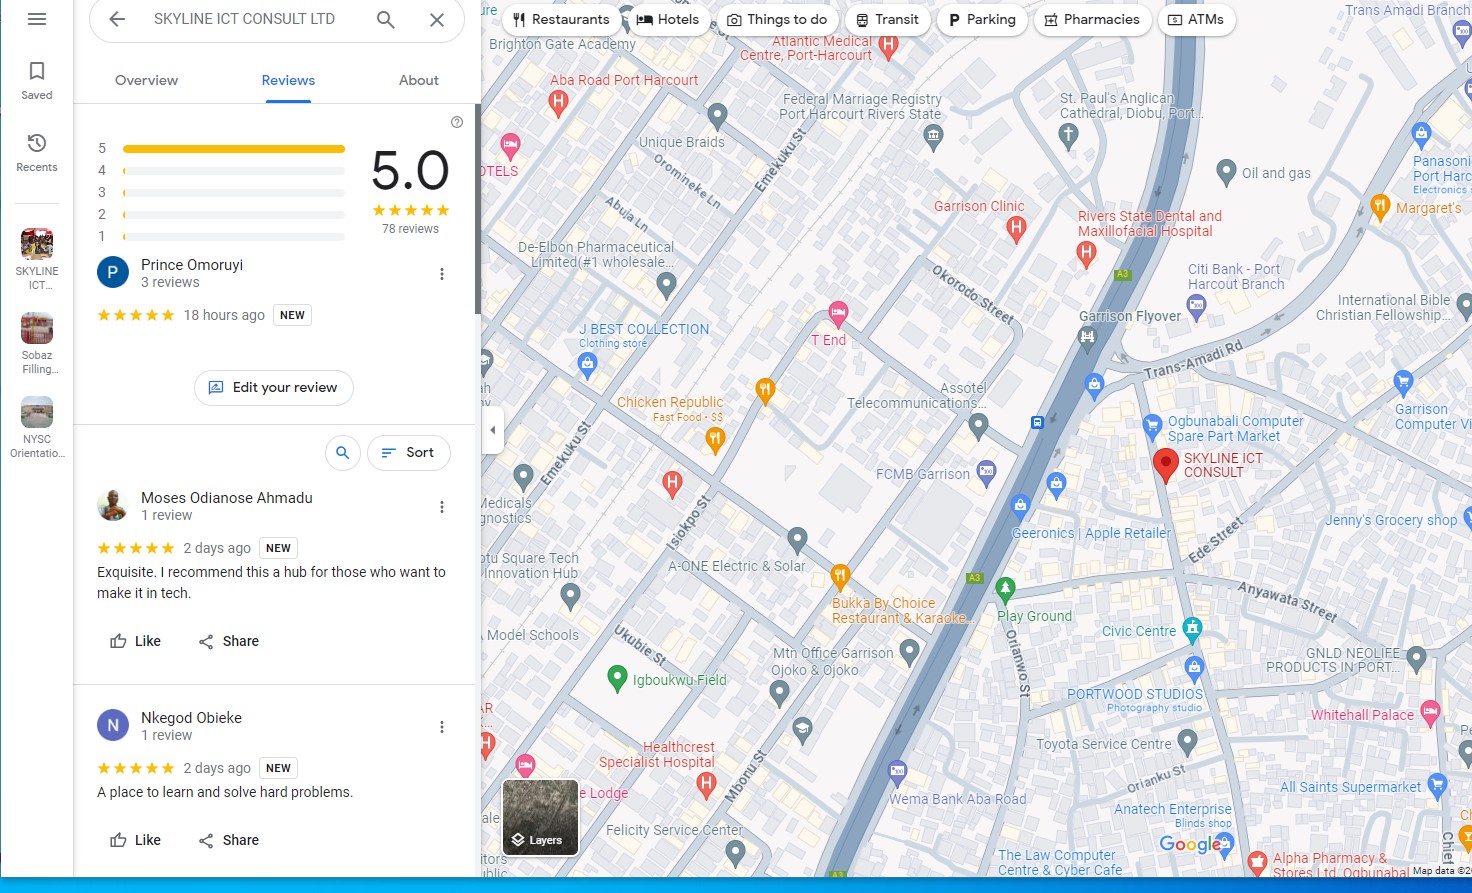 SKYLINE ICT CONSULT LTD
Saved
Recents
SKYLINE
ICT...
Sobaz
Filling...
NYSC
Orientatio...
Overview
Reviews
About
5
4
3
2
1
5.0
78 reviews
P
Prince Omoruyi
3 reviews
18 hours ago
NEW
Edit your review
Sort
Moses Odianose Ahmadu
1 review
2 days ago
NEW
Exquisite. I recommend this a hub for those who want to
make it in tech.
Like
Share
N
Nkegod Obieke
1 review
2 days ago
NEW
A place to learn and solve hard problems.
Like
Share
Restaurants
Hotels
Things to do
Transit
Parking
Pharmacies
ATMs
Trans Amadi Branch
Brighton Gate Academy
Atlantic Medical
Centre, Port-Harcourt
Aba Road Port Harcourt
Federal Marriage Registry
Port Harcourt Rivers State
St. Paul's Anglican
Cathedral, Diobu, Port...
Unique Braids
Emekuku St
Oromineke Ln
Abuja Ln
OTELS
Oil and gas
Panasonic
Port Harc
Electronics s
Margaret's
Garrison Clinic
Rivers State Dental and
Maxillofacial Hospital
De-Elbon Pharmaceutical
Limited(#1 wholesale...
Okorodo Street
A3
Citi Bank - Port
Harcout Branch
International Bible
Christian Fellowship...
Garrison Flyover
J BEST COLLECTION
Clothing store
T End
Trans-Amadi Rd
Chicken Republic
Fast Food • $$
Assotel
Telecommunications...
Garrison
Computer Vi
Ogbunabali Computer
Spare Part Market
Emekuku St
FCMB Garrison
SKYLINE ICT
CONSULT
Medicals
gnostics
Isiokpo St
Geeronics | Apple Retailer
Jenny's Grocery shop
Ede Street
otu Square Tech
Innovation Hub
A-ONE Electric & Solar
A3
Bukka By Choice
Restaurant & Karaoke...
Play Ground
Anyawata Street
Civic Centre
Model Schools
Ukubie St
Orianwo St
Mtn Office Garrison
Ojoko & Ojoko
GNLD NEOLIFE
PRODUCTS IN PORT...
Igboukwu Field
PORTWOOD STUDIOS
Photography studio
Whitehall Palace
Healthcrest
Specialist Hospital
Toyota Service Centre
Mbonu St
Orianku St
e Lodge
Wema Bank Aba Road
All Saints Supermarket
Layers
Anatech Enterprise
Blinds shop
Felicity Service Center
Google
Chief
The Law Computer
Centre & Cyber Cafe
Alpha Pharmacy &
Stores Ltd, Ogbunabal
A3
Map data ©2